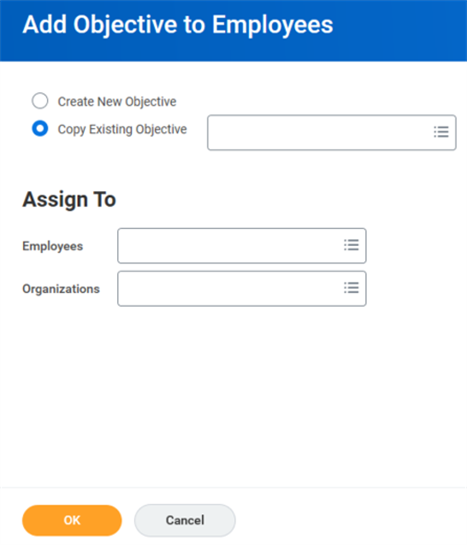 Add Objective to Employees
Create New Objective
Copy Existing Objective
Assign To
Employees
Organizations
OK Cancel